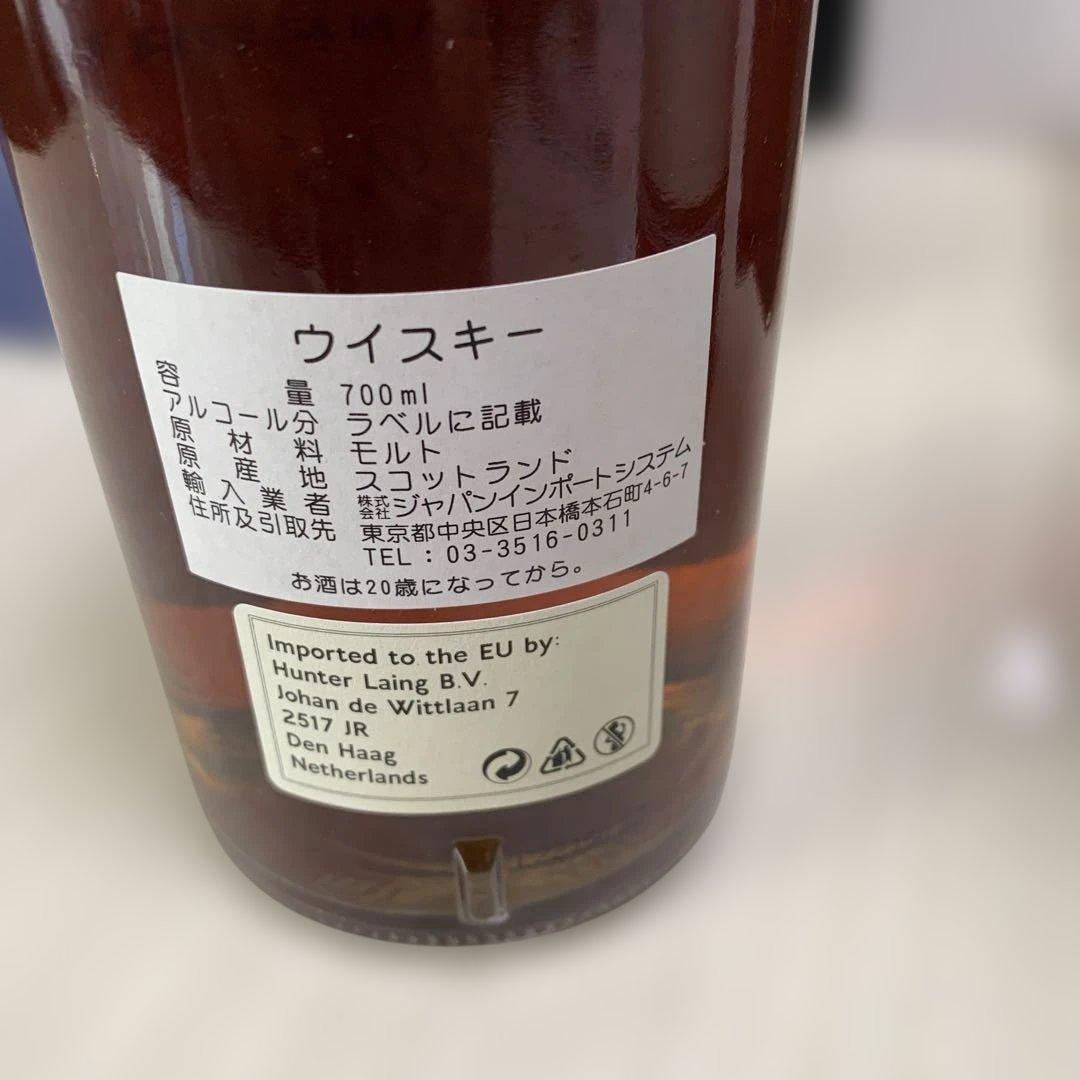 ウイスキー
容量 700ml
アルコール分 ラベルに記載
原材料 モルト
原産地 スコットランド
輸入業者 株式会社ジャパンインポートシステム
住所及引取先 東京都中央区日本橋本石町4-6-7
TEL : 03-3516-0311
お酒は20歳になってから。
Imported to the EU by:
Hunter Laing B.V.
Johan de Wittlaan 7
2517 JR
Den Haag
Netherlands